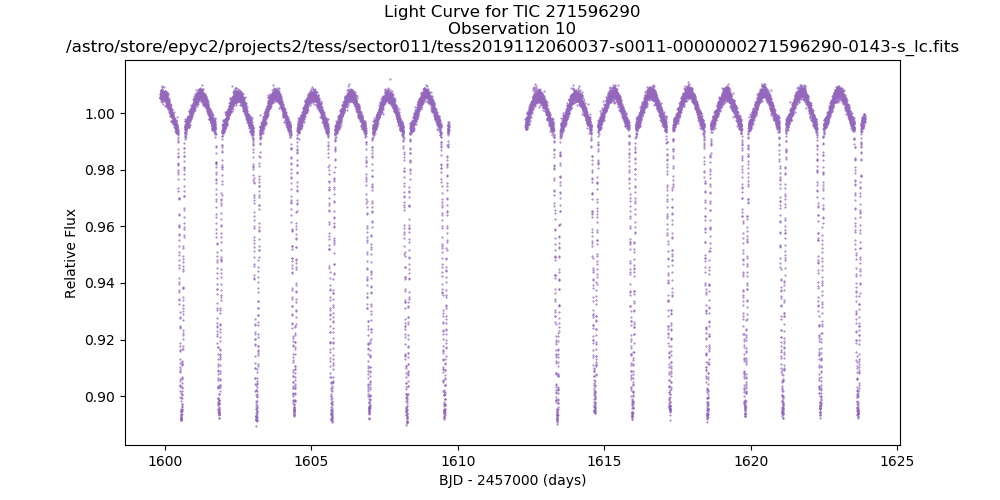 Light Curve for TIC 271596290
Observation 10
/astro/store/epyc2/projects2/tess/sector011/tess2019112060037-s0011-0000000271596290-0143-s_lc.fits
1.00
0.98
0.96
0.94
0.92
0.90
Relative Flux
1600
1605
1610
1615
1620
1625
BJD - 2457000 (days)